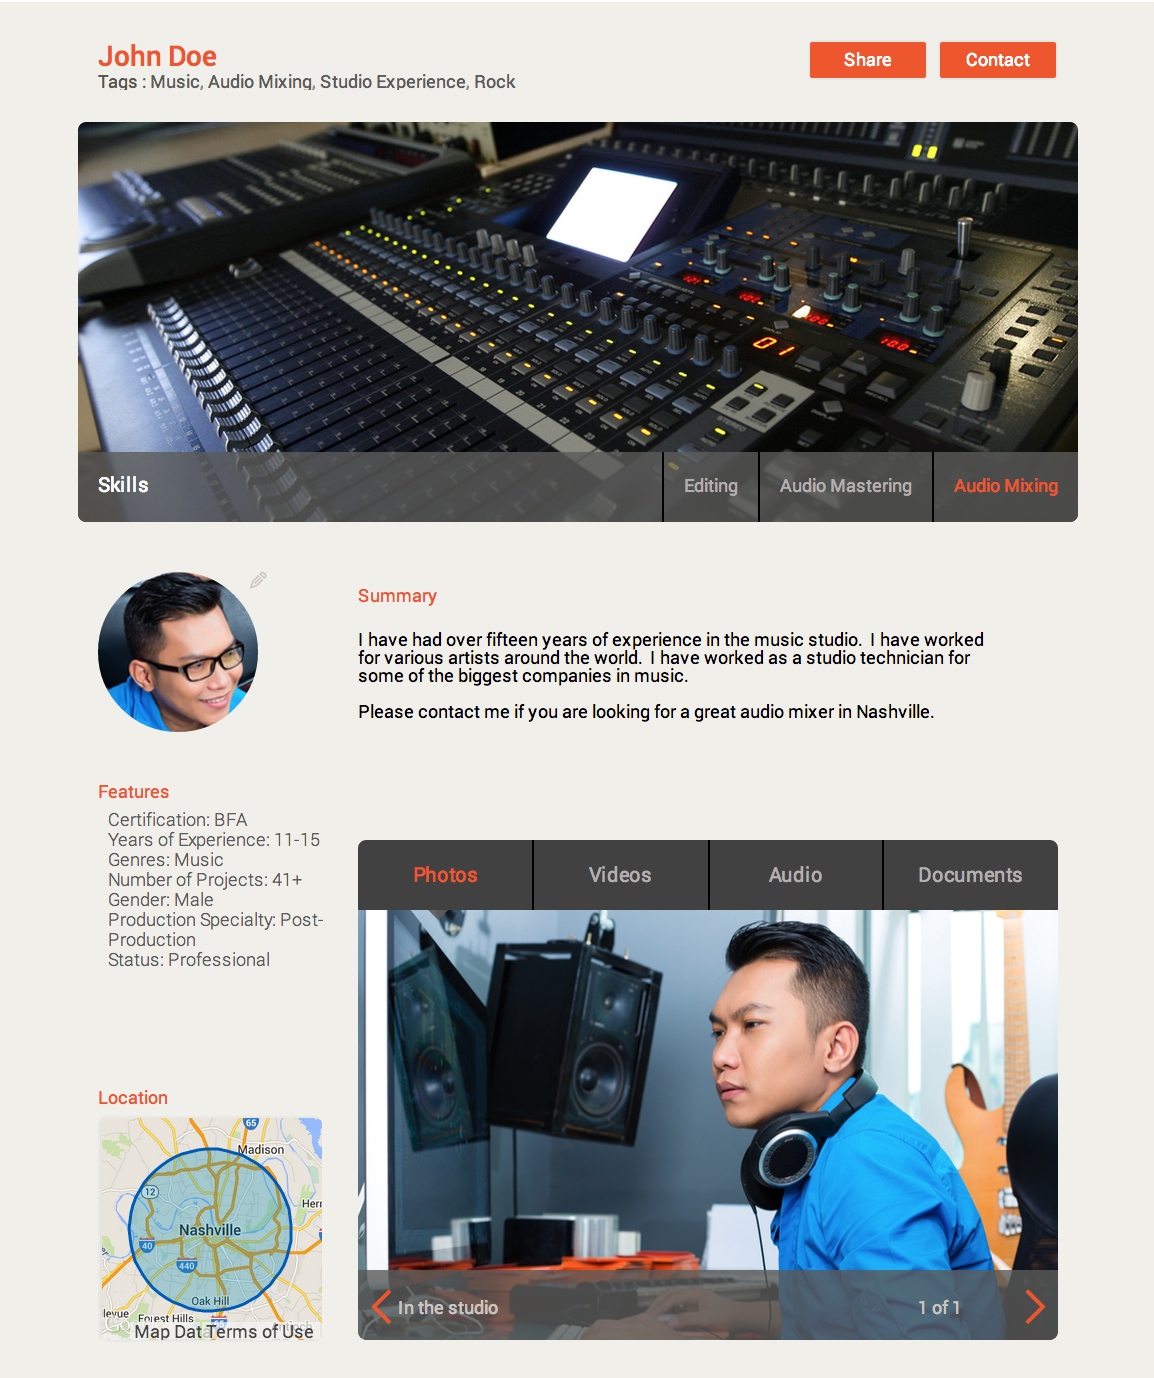 John Doe
Share
Contact
Tags : Music, Audio Mixing, Studio Experience, Rock
01
STEREO
RECALL
Skills
Editing
Audio Mastering
Audio Mixing
Summary
I have had over fifteen years of experience in the music studio.  I have worked
for various artists around the world.  I have worked as a studio technician for
some of the biggest companies in music.
Please contact me if you are looking for a great audio mixer in Nashville.
Features
Certification: BFA
Years of Experience: 11-15
Genres: Music
Number of Projects: 41+
Gender: Male
Production Specialty: Post-
Production
Status: Professional
Photos
Videos
Audio
Documents
Location
65
Madison
12
Herr
Nashville
40
440
Oak Hill
levue
Forest Hills
Go
Map Dat Terms of Use
In the studio
1 of 1